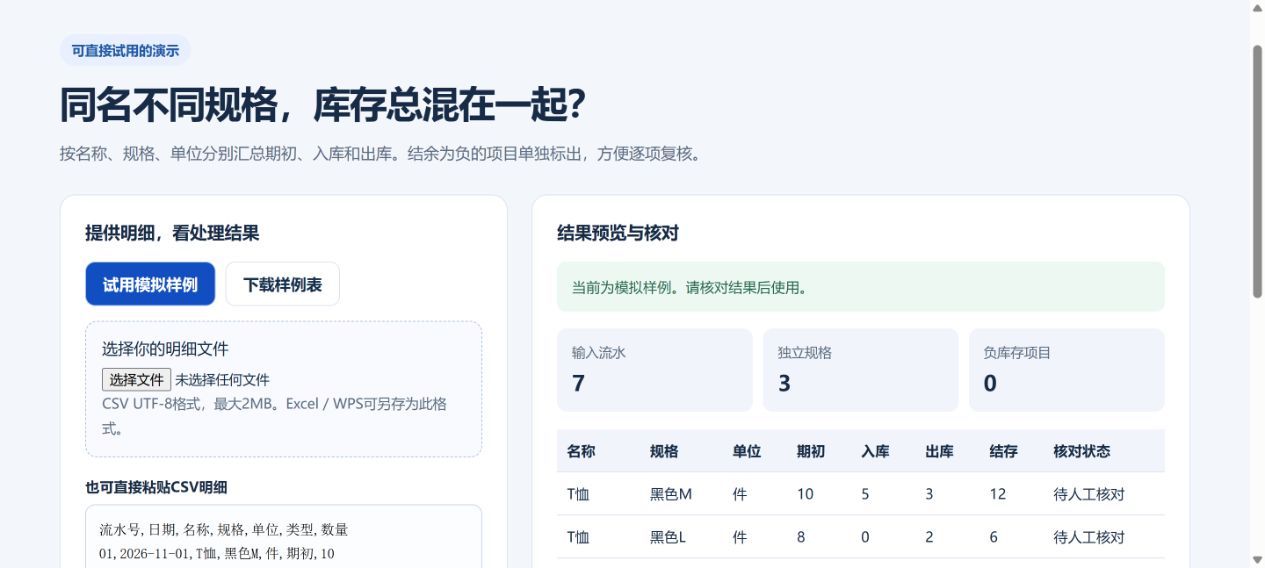 可直接试用的演示
同名不同规格，库存总混在一起？
按名称、规格、单位分别汇总期初、入库和出库。结余为负的项目单独标出，方便逐项复核。
提供明细，看处理结果
试用模拟样例 下载样例表
选择你的明细文件
选择文件 未选择任何文件
CSV UTF-8格式，最大2MB。Excel / WPS可另存为此格
式。
也可直接粘贴CSV明细
流水号,日期,名称,规格,单位,类型,数量
01,2026-11-01,T恤,黑色M,件,期初,10
结果预览与核对
当前为模拟样例。请核对结果后使用。
输入流水 独立规格 负库存项目
7 3 0
名称 规格 单位 期初 入库 出库 结存 核对状态
T恤 黑色M 件 10 5 3 12 待人工核对
T恤 黑色L 件 8 0 2 6 待人工核对